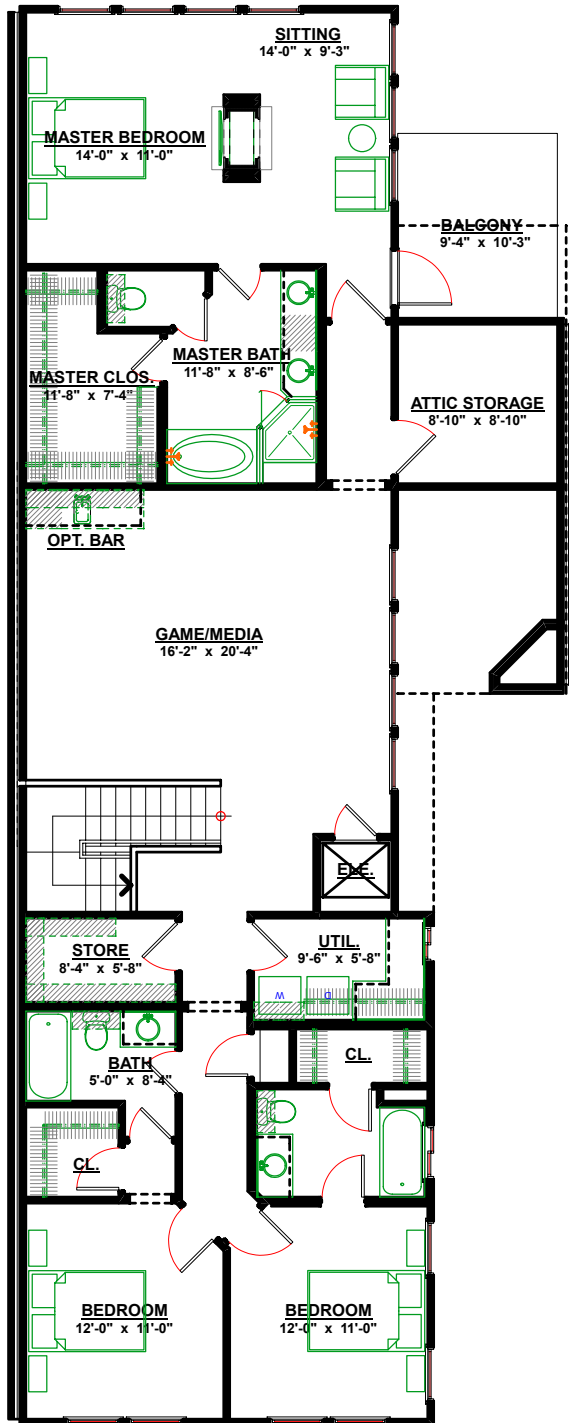 SITTING
14'-0" x 9'-3"
MASTER BEDROOM
14'-0" x 11'-0"
BALCONY
9'-4" x 10'-3"
MASTER BATH
11'-8" x 8'-6"
MASTER CLOS.
11'-8" x 7'-4"
ATTIC STORAGE
8'-10" x 8'-10"
OPT. BAR
GAME/MEDIA
16'-2" x 20'-4"
ELE.
STORE
8'-4" x 5'-8"
UTIL.
9'-6" x 5'-8"
W
D
BATH
5'-0" x 8'-4"
CL.
CL.
BEDROOM
12'-0" x 11'-0"
BEDROOM
12'-0" x 11'-0"